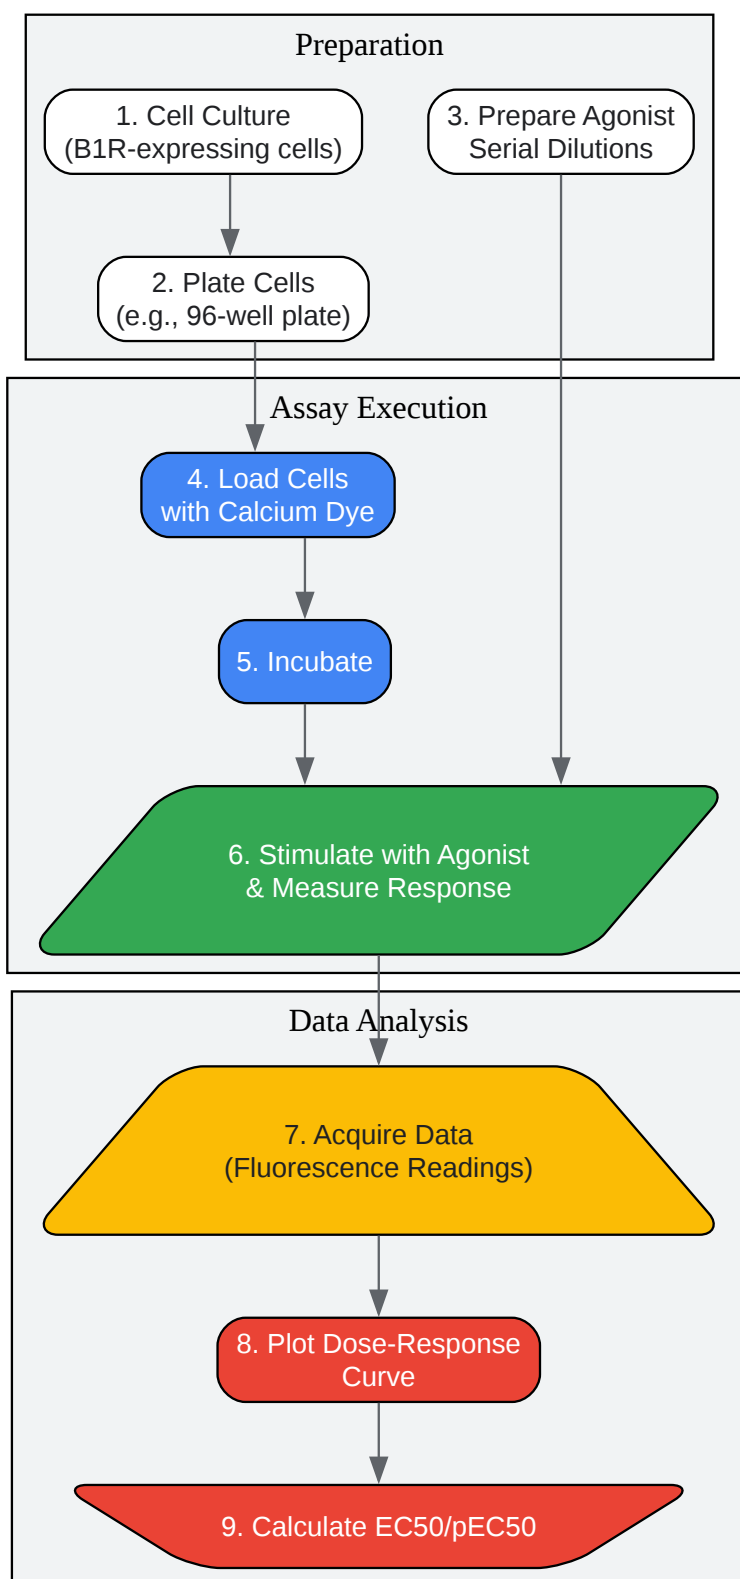 Preparation
1. Cell Culture
(B1R-expressing cells)
3. Prepare Agonist
Serial Dilutions
2. Plate Cells
(e.g., 96-well plate)
Assay Execution
4. Load Cells
with Calcium Dye
5. Incubate
6. Stimulate with Agonist
& Measure Response
Data Analysis
7. Acquire Data
(Fluorescence Readings)
8. Plot Dose-Response
Curve
9. Calculate EC50/pEC50